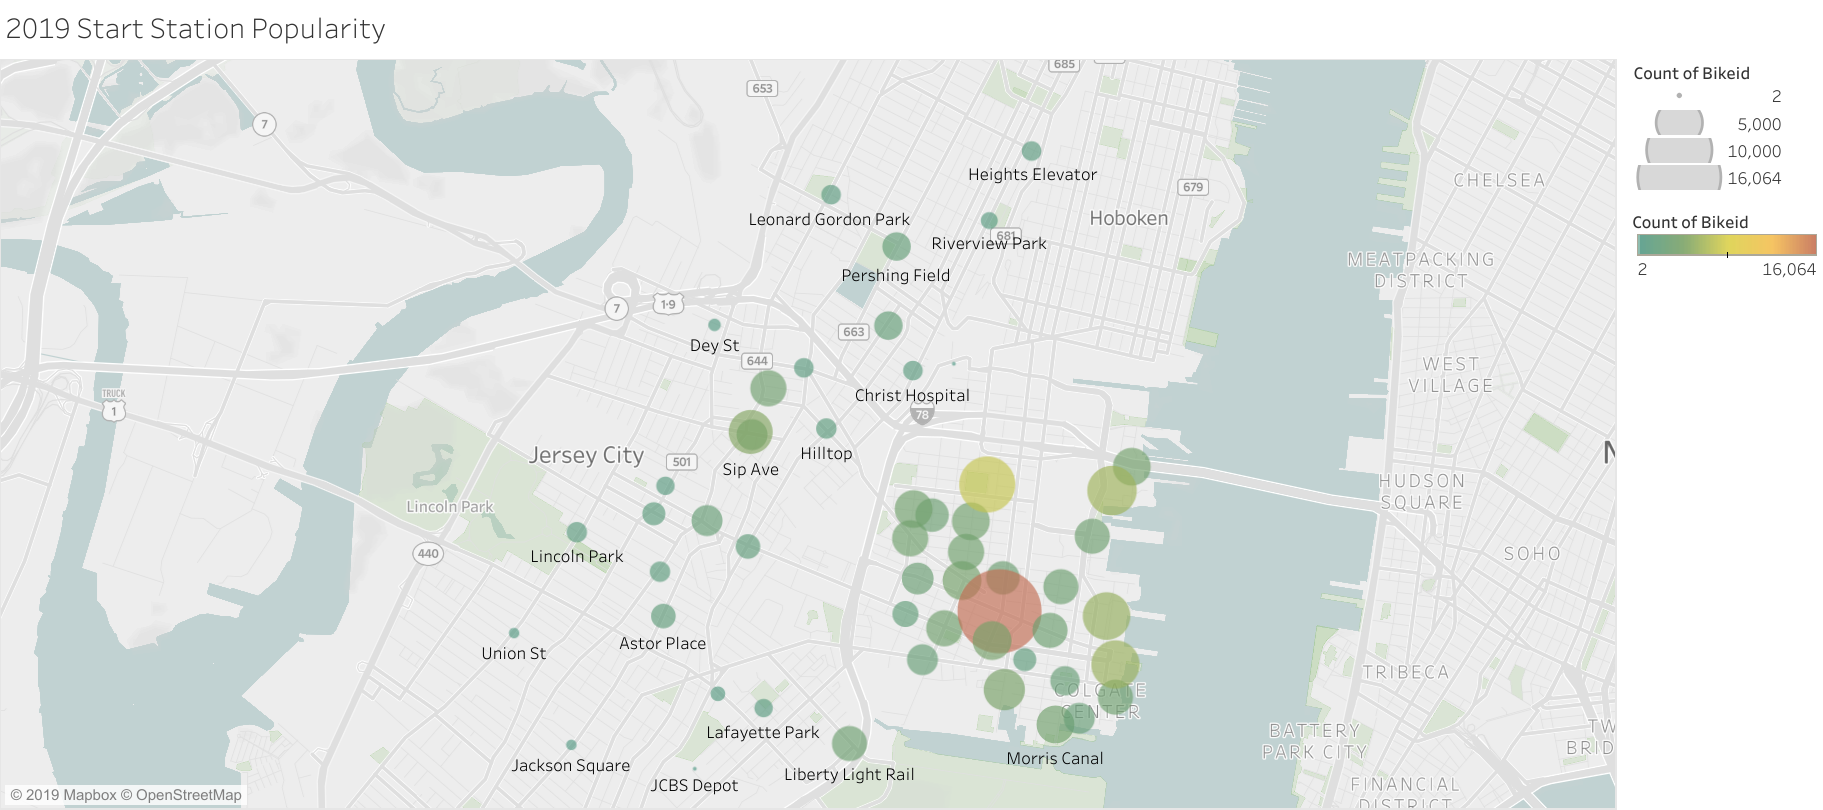 2019 Start Station Popularity
685
653
7
Heights Elevator
CHELSEA
679
Leonard Gordon Park
Hoboken
681
Riverview Park
MEATPACKING
DISTRICT
Pershing Field
7
1-9
663
Dey St
644
WEST
VILLAGE
TRUCK
1
Christ Hospital
78
Jersey City
501
Sip Ave
Hilltop
N
HUDSON
SQUARE
Lincoln Park
440
Lincoln Park
SOHO
Union St
Astor Place
TRIBECA
COLGATE
CENTER
Lafayette Park
BATTERY
PARK CITY
TW
BRID
Jackson Square
Morris Canal
JCBS Depot
Liberty Light Rail
FINANCIAL
DISTRICT
© 2019 Mapbox © OpenStreetMap
Count of Bikeid
2
5,000
10,000
16,064
Count of Bikeid
2 16,064